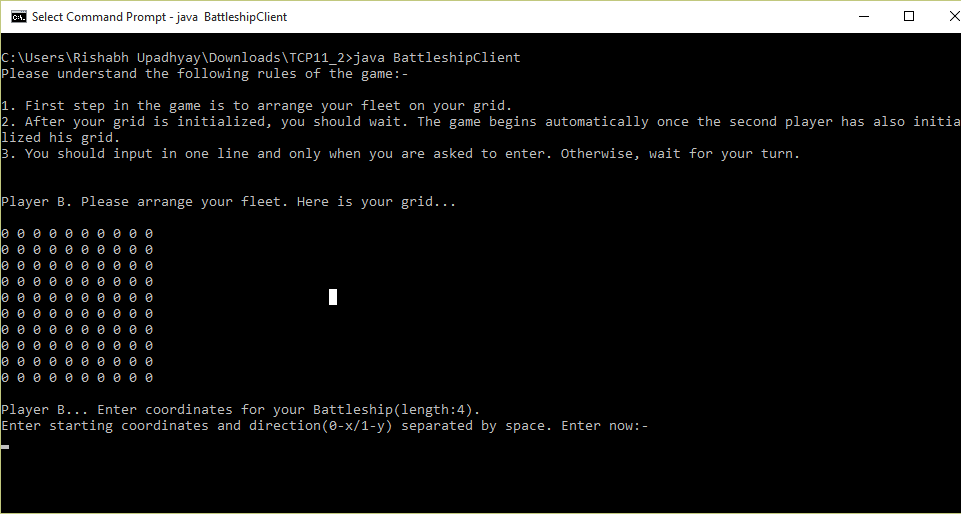 Select Command Prompt - java  BattleshipClient
C:\Users\Rishabh Upadhyay\Downloads\TCP11_2>java BattleshipClient
Please understand the following rules of the game:-
1. First step in the game is to arrange your fleet on your grid.
2. After your grid is initialized, you should wait. The game begins automatically once the second player has also initia
lized his grid.
3. You should input in one line and only when you are asked to enter. Otherwise, wait for your turn.
Player B. Please arrange your fleet. Here is your grid...
0 0 0 0 0 0 0 0 0 0
0 0 0 0 0 0 0 0 0 0
0 0 0 0 0 0 0 0 0 0
0 0 0 0 0 0 0 0 0 0
0 0 0 0 0 0 0 0 0 0
0 0 0 0 0 0 0 0 0 0
0 0 0 0 0 0 0 0 0 0
0 0 0 0 0 0 0 0 0 0
0 0 0 0 0 0 0 0 0 0
0 0 0 0 0 0 0 0 0 0
Player B... Enter coordinates for your Battleship(length:4).
Enter starting coordinates and direction(0-x/1-y) separated by space. Enter now:-